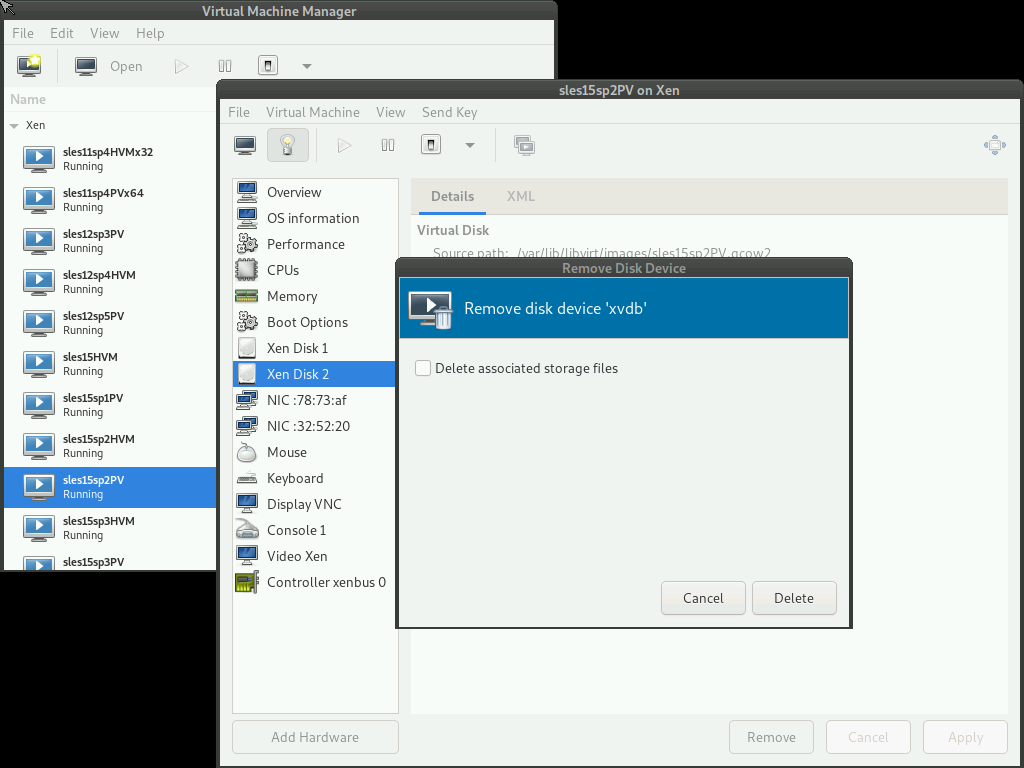 Virtual Machine Manager
File Edit View Help
Open
Name
Xen
sles11sp4HVMx32
Running
sles11sp4PVx64
Running
sles12sp3PV
Running
sles12sp4HVM
Running
sles12sp5PV
Running
sles15HVM
Running
sles15sp1PV
Running
sles15sp2HVM
Running
sles15sp2PV
Running
sles15sp3HVM
Running
sles15sp3PV
sles15sp2PV on Xen
File Virtual Machine View Send Key
Overview
OS information
Performance
CPUs
Memory
Boot Options
Xen Disk 1
Xen Disk 2
NIC :78:73:af
NIC :32:52:20
Mouse
Keyboard
Display VNC
Console 1
Video Xen
Controller xenbus 0
Add Hardware
Details XML
Virtual Disk
Source path: /var/lib/libvirt/images/sles15sp2PV.qcow2
Remove Disk Device
Remove disk device 'xvdb'
Delete associated storage files
Cancel Delete
Remove Cancel Apply